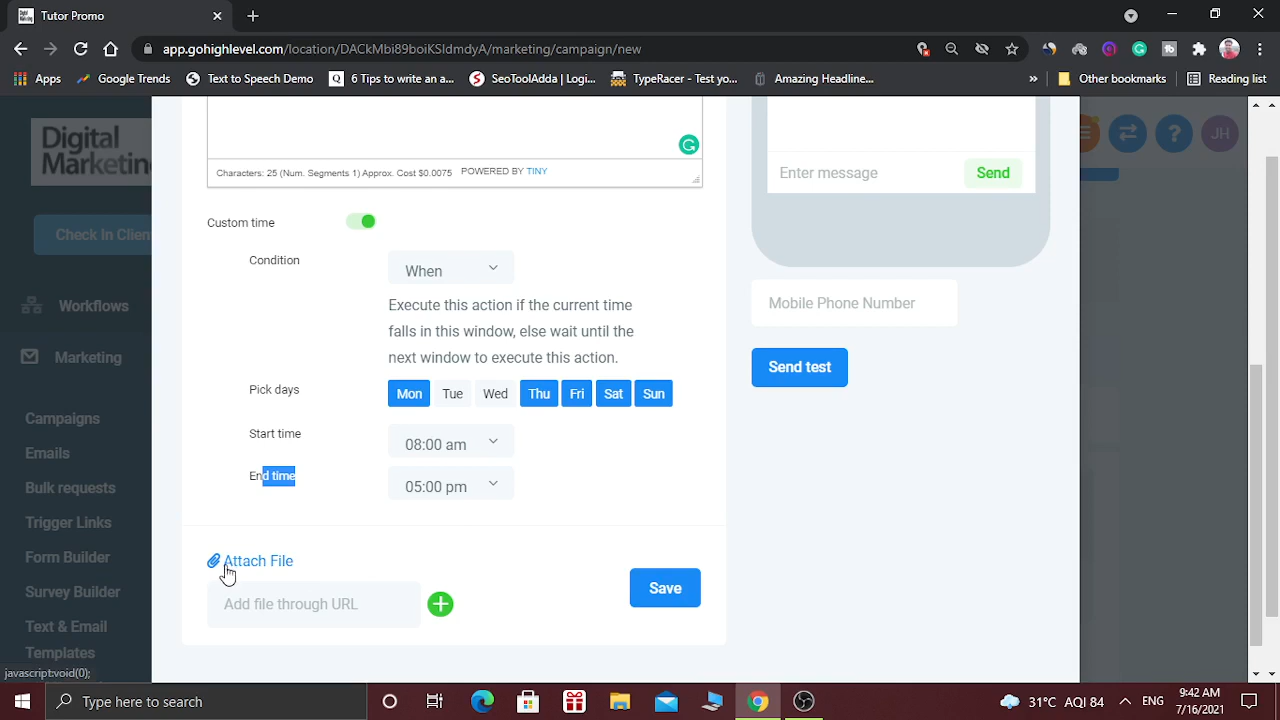 Tutor Promo
app.gohighlevel.com/location/DACkMbi89boiKSIdmdyA/marketing/campaign/new
Apps Google Trends Text to Speech Demo 6 Tips to write an a... SeoToolAdda | Logi... TypeRacer - Test yo... Amazing Headline... » Other bookmarks Reading list
Digital
Marketin
JH
Enter message Send
Characters: 25 (Num. Segments 1) Approx. Cost $0.0075 POWERED BY TINY
Check In Clien
Custom time
Condition When
Workflows
Execute this action if the current time
falls in this window, else wait until the
next window to execute this action.
Mobile Phone Number
Marketing
Send test
Pick days Mon Tue Wed Thu Fri Sat Sun
Campaigns
Start time 08:00 am
Emails
End time 05:00 pm
Bulk requests
Trigger Links
Form Builder
Attach File
Survey Builder
Save
Add file through URL
Text & Email
Templates
javascript:void(0);
Type here to search
31°C AQI 84 ENG
9:42 AM
7/16/2021